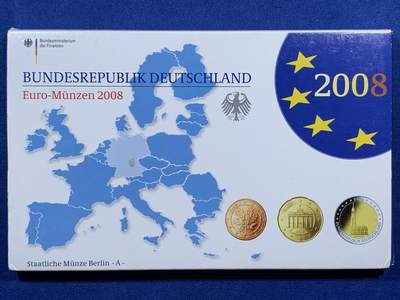 Bundesministerium
der Finanzen
BUNDESREPUBLIK DEUTSCHLAND
Euro-Münzen 2008
2008
Staatliche Münze Berlin - A -